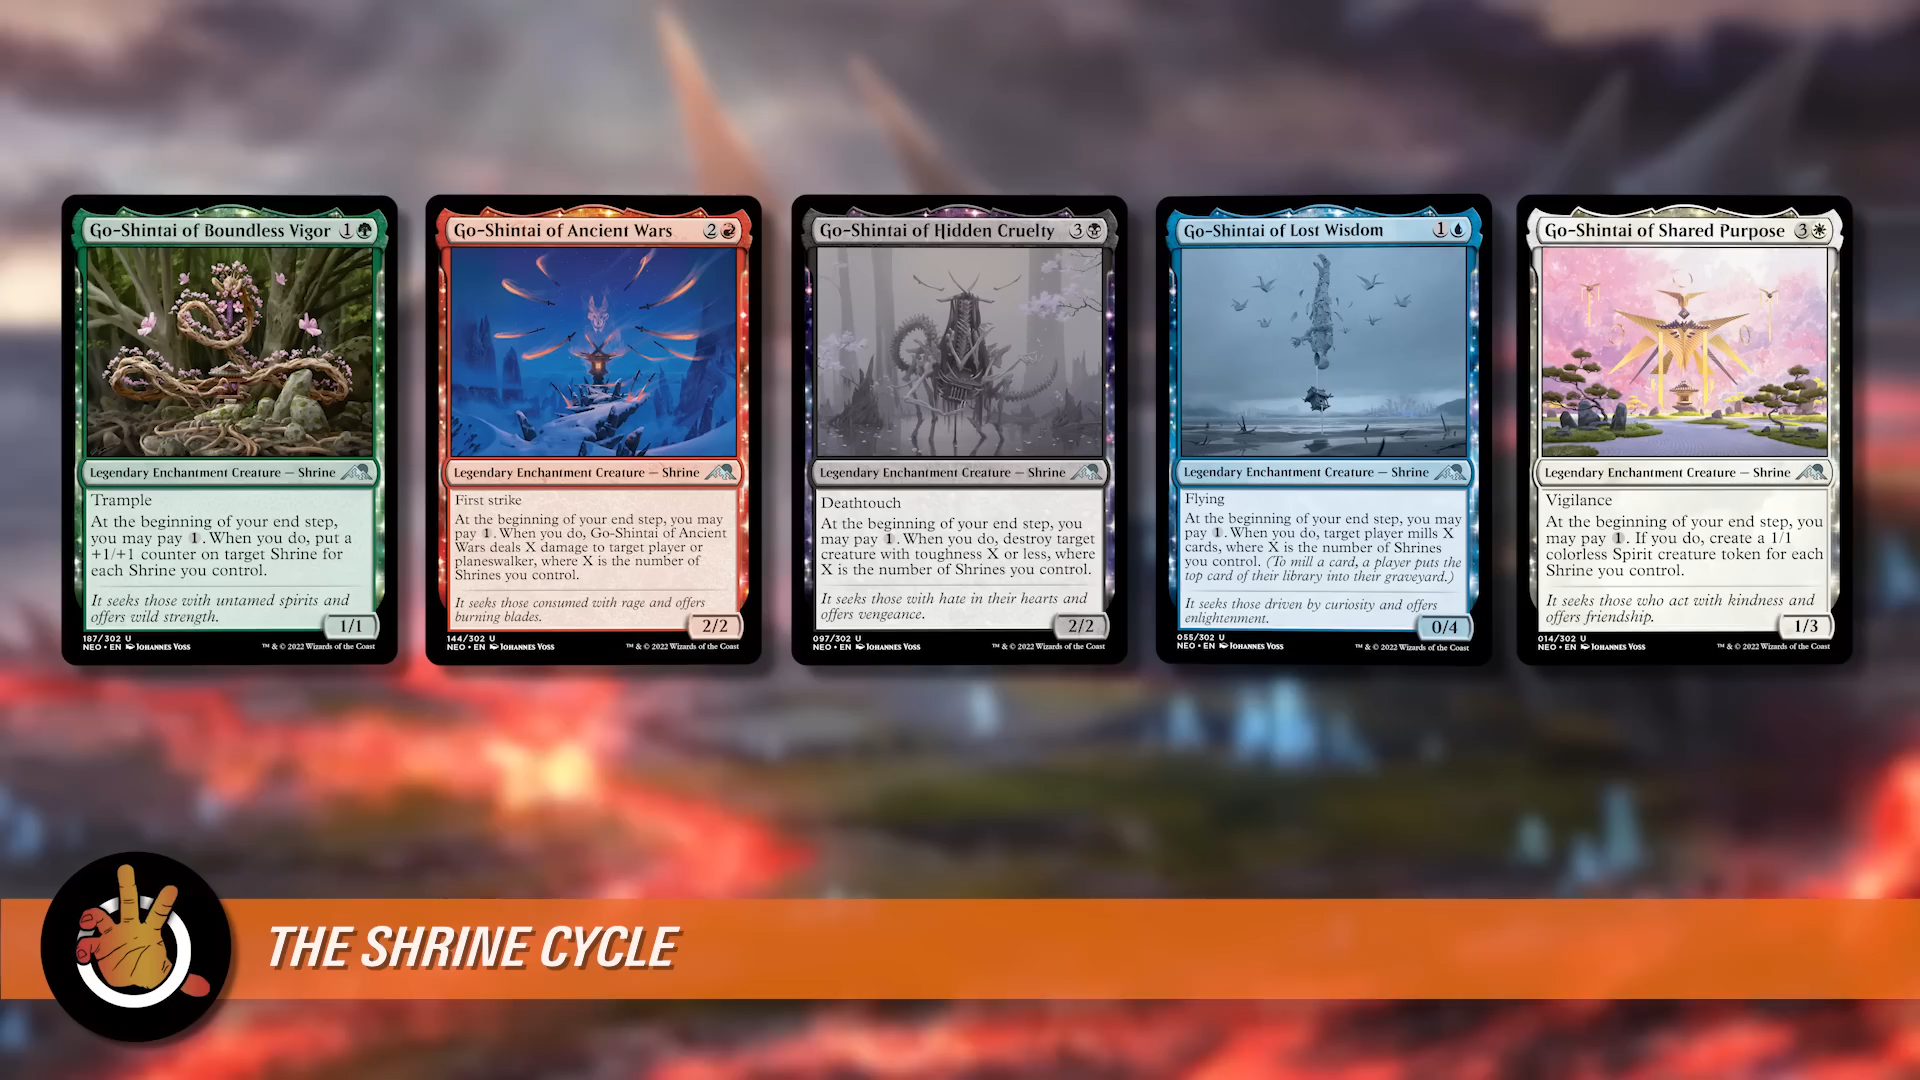 Go-Shintai of Boundless Vigor 1
Legendary Enchantment Creature — Shrine
Trample
At the beginning of your end step,
you may pay 1. When you do, put a
+1/+1 counter on target Shrine for
each Shrine you control.
It seeks those with untamed spirits and
offers wild strength.
1/1
187/302 U
NEO • EN Johannes Voss
™ & © 2022 Wizards of the Coast
Go-Shintai of Ancient Wars 2
Legendary Enchantment Creature — Shrine
First strike
At the beginning of your end step, you may
pay 1. When you do, Go-Shintai of Ancient
Wars deals X damage to target player or
planeswalker, where X is the number of
Shrines you control.
It seeks those consumed with rage and offers
burning blades.
2/2
144/302 U
NEO • EN Johannes Voss
™ & © 2022 Wizards of the Coast
Go-Shintai of Hidden Cruelty 3
Legendary Enchantment Creature — Shrine
Deathtouch
At the beginning of your end step, you
may pay 1. When you do, destroy target
creature with toughness X or less, where
X is the number of Shrines you control.
It seeks those with hate in their hearts and
offers vengeance.
2/2
097/302 U
NEO • EN Johannes Voss
™ & © 2022 Wizards of the Coast
Go-Shintai of Lost Wisdom 1
Legendary Enchantment Creature — Shrine
Flying
At the beginning of your end step, you may
pay 1. When you do, target player mills X
cards, where X is the number of Shrines
you control. (To mill a card, a player puts the
top card of their library into their graveyard.)
It seeks those driven by curiosity and offers
enlightenment.
0/4
055/302 U
NEO • EN Johannes Voss
™ & © 2022 Wizards of the Coast
Go-Shintai of Shared Purpose 3
Legendary Enchantment Creature — Shrine
Vigilance
At the beginning of your end step, you
may pay 1. If you do, create a 1/1
colorless Spirit creature token for each
Shrine you control.
It seeks those who act with kindness and
offers friendship.
1/3
014/302 U
NEO • EN Johannes Voss
™ & © 2022 Wizards of the Coast
THE SHRINE CYCLE